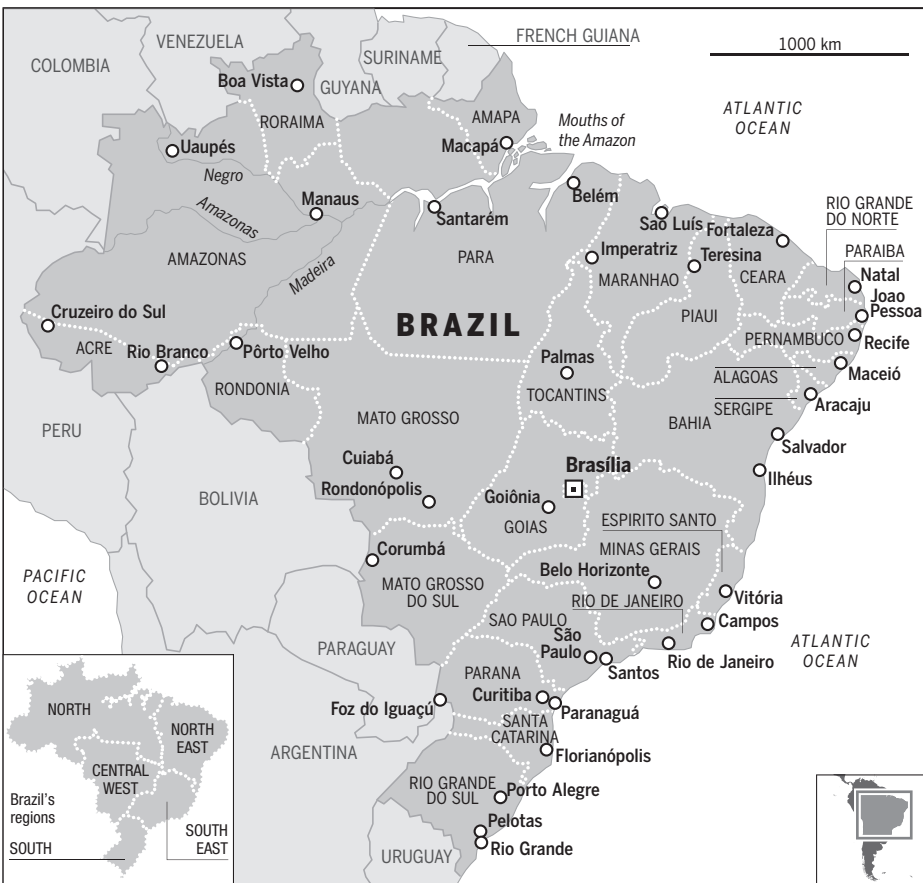 VENEZUELA
FRENCH GUIANA
1000 km
COLOMBIA
SURINAME
Boa Vista
GUYANA
ATLANTIC
OCEAN
AMAPA
RORAIMA
Mouths of
the Amazon
Uaupés
Macapá
Negro
Belém
Manaus
Amazonas
Santarém
RIO GRANDE
DO NORTE
Sao Luís
Fortaleza
Imperatriz
Teresina
PARAIBA
AMAZONAS
PARA
Madeira
MARANHAO
CEARA
Natal
Joao
Pessoa
Cruzeiro do Sul
BRAZIL
PIAUI
ACRE
Rio Branco
Pôrto Velho
PERNAMBUCO
Recife
Palmas
Maceió
RONDONIA
TOCANTINS
ALAGOAS
SERGIPE
Aracaju
MATO GROSSO
BAHIA
PERU
Salvador
Cuiabá
Brasília
Ilhéus
Rondonópolis
Goiônia
BOLIVIA
GOIAS
ESPIRITO SANTO
Corumbá
MINAS GERAIS
Belo Horizonte
PACIFIC
OCEAN
MATO GROSSO
DO SUL
RIO DE JANEIRO
Vitória
SAO PAULO
Campos
São
Paulo
ATLANTIC
OCEAN
PARAGUAY
Santos
Rio de Janeiro
PARANA
Curitiba
Foz do Iguaçú
Paranaguá
SANTA
CATARINA
ARGENTINA
Florianópolis
RIO GRANDE
DO SUL
Porto Alegre
Pelotas
Rio Grande
URUGUAY
NORTH
NORTH
EAST
CENTRAL
WEST
Brazil's
regions
SOUTH
SOUTH
EAST